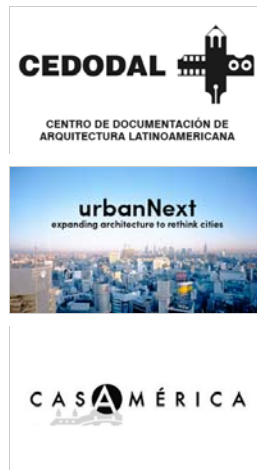 CEDODAL
CENTRO DE DOCUMENTACIÓN DE
ARQUITECTURA LATINOAMERICANA
urbanNext
expanding architecture to rethink cities
CASAMÉRICA